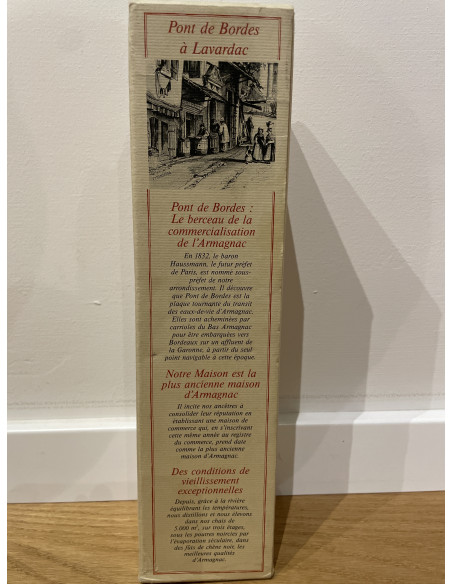 Pont de Bordes
à Lavardac
Pont de Bordes :
Le berceau de la
commercialisation
de l'Armagnac
En 1832, le baron
Haussmann, le futur préfet
de Paris, est nommé sous-
préfet de notre
arrondissement. Il découvre
que Pont de Bordes est la
plaque tournante du transit
des eaux-de-vie d'Armagnac.
Elles sont acheminées par
carrioles du Bas Armagnac
pour être embarquées vers
Bordeaux sur un affluent de
la Garonne, à partir du seul
point navigable à cette époque.
Notre Maison est la
plus ancienne maison
d'Armagnac
Il incite nos ancêtres à
consolider leur réputation en
établissant une maison de
commerce qui, en s'inscrivant
cette même année au registre
du commerce, prend date
comme la plus ancienne
maison d'Armagnac.
Des conditions de
vieillissement
exceptionnelles
Depuis, grâce à la rivière
équilibrant les températures,
nous distillons et nous élevons
dans nos chais de
5.000 m², sur trois étages,
sous les poutres noircies par
l'évaporation séculaire, dans
des fûts de chêne noir, les
meilleures qualités
d'Armagnac.